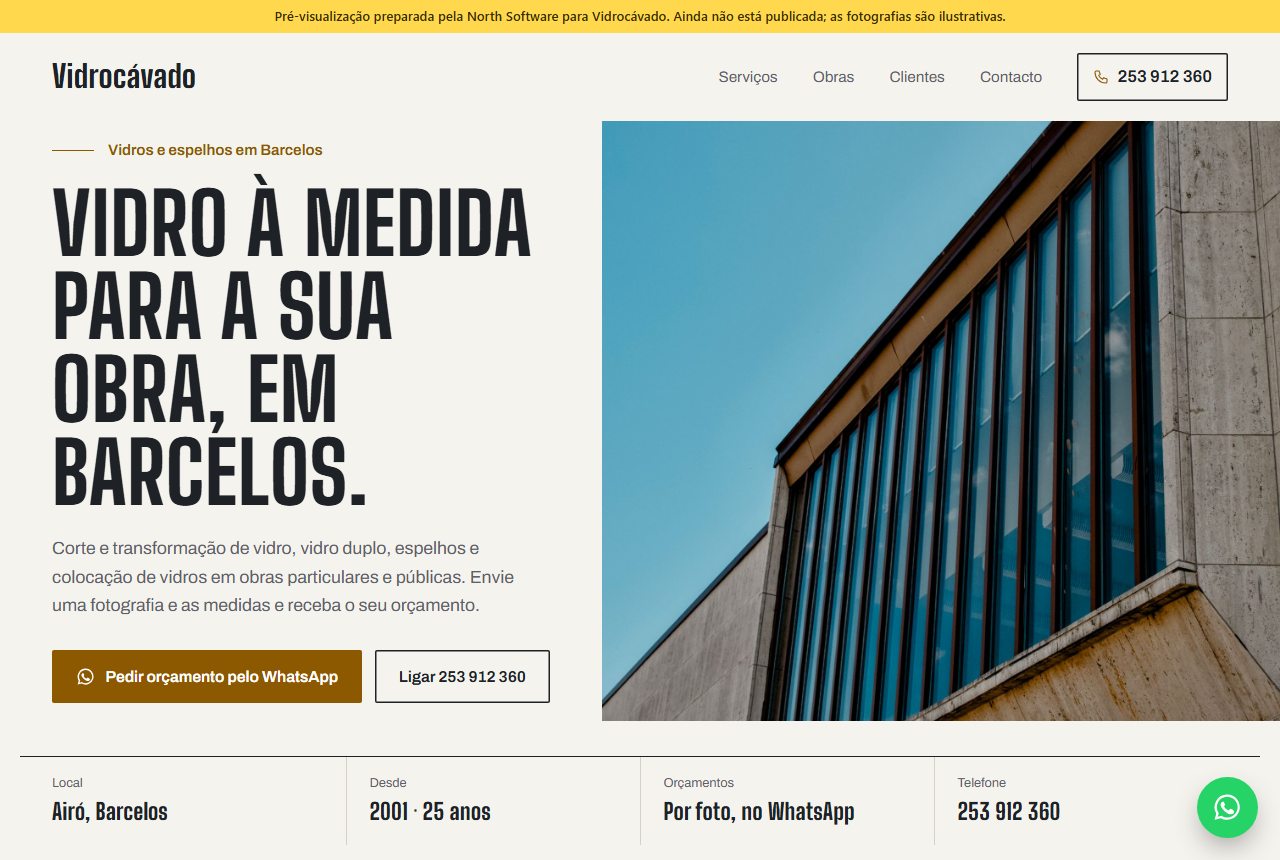 Pré-visualização preparada pela North Software para Vidrocávado. Ainda não está publicada; as fotografias são ilustrativas.
Vidrocávado
Serviços
Obras
Clientes
Contacto
253 912 360
Vidros e espelhos em Barcelos
VIDRO À MEDIDA
PARA A SUA
OBRA, EM
BARCELOS.
Corte e transformação de vidro, vidro duplo, espelhos e
colocação de vidros em obras particulares e públicas. Envie
uma fotografia e as medidas e receba o seu orçamento.
Pedir orçamento pelo WhatsApp
Ligar 253 912 360
Local
Airó, Barcelos
Desde
2001 · 25 anos
Orçamentos
Por foto, no WhatsApp
Telefone
253 912 360